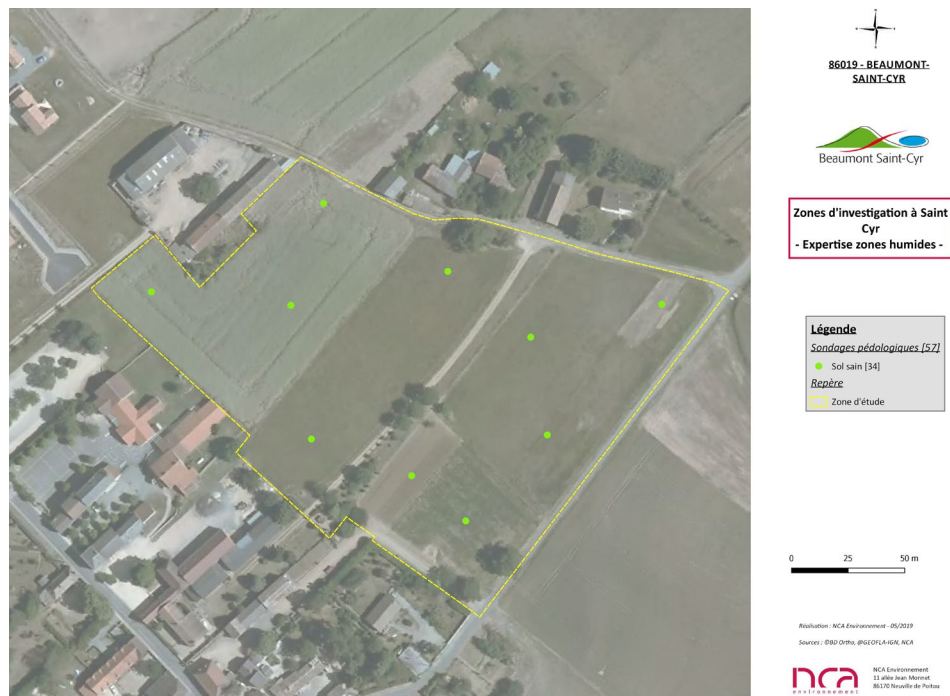 86019 - BEAUMONT-
SAINT-CYR
Beaumont Saint-Cyr
Zones d'investigation à Saint
Cyr
- Expertise zones humides -
Légende
Sondages pédologiques [57]
Sol sain [34]
Repère
Zone d'étude
0 25 50 m
Réalisation : NCA Environnement - 05/2019
Sources : ©BD Ortho, @GEOFLA-IGN, NCA
nca
environnement
NCA Environnement
11 allée Jean Monnet
86170 Neuville de Poitou